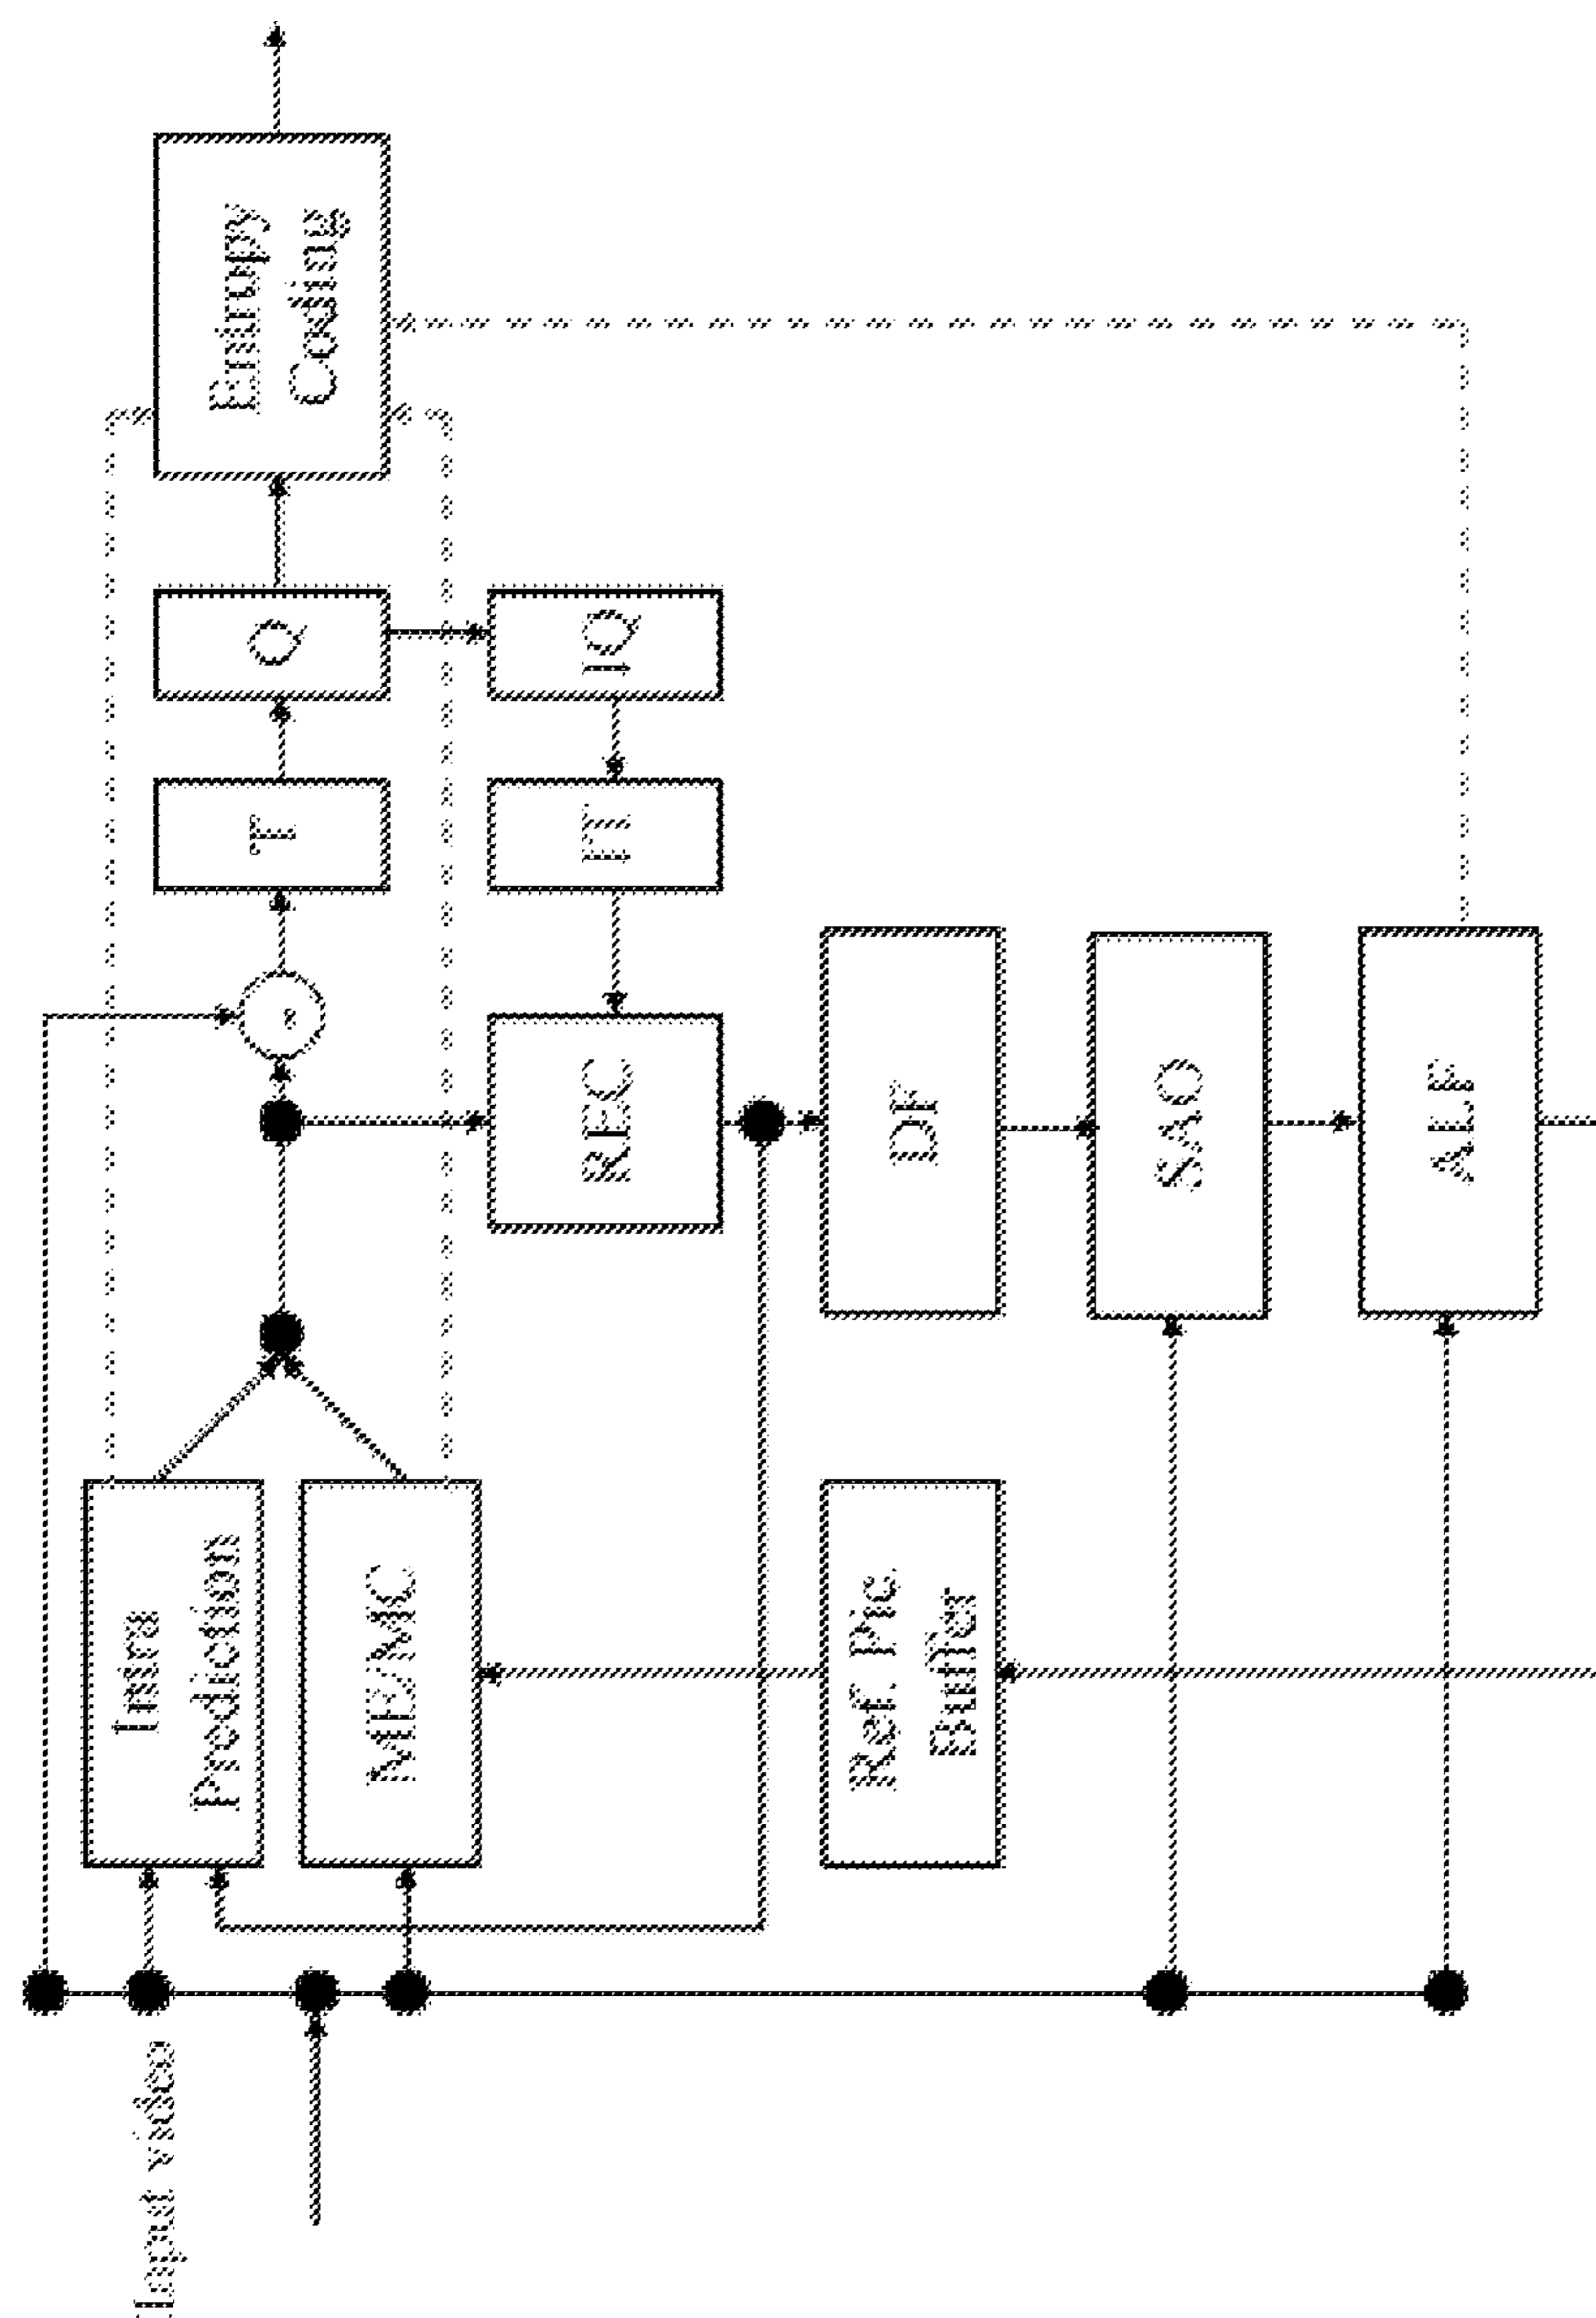 Input video
Intra
Prediction
ME/MC
-
T
Q
Entropy
Coding
REC
IT
IQ
Ref. Pic.
Buffer
DF
SAO
ALF